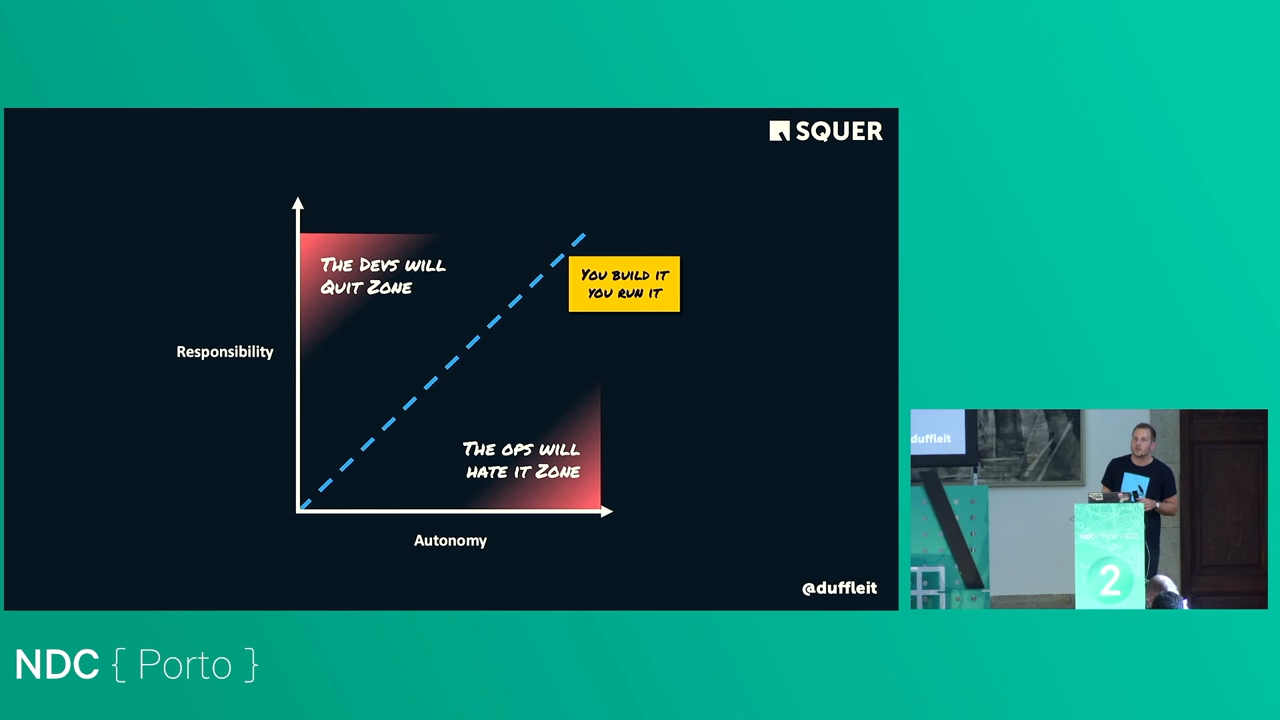 SQUER
The Devs will
Quit Zone
You build it
you run it
Responsibility
The ops will
hate it Zone
Autonomy
@duffleit
duffleit
2
NDC { Porto }